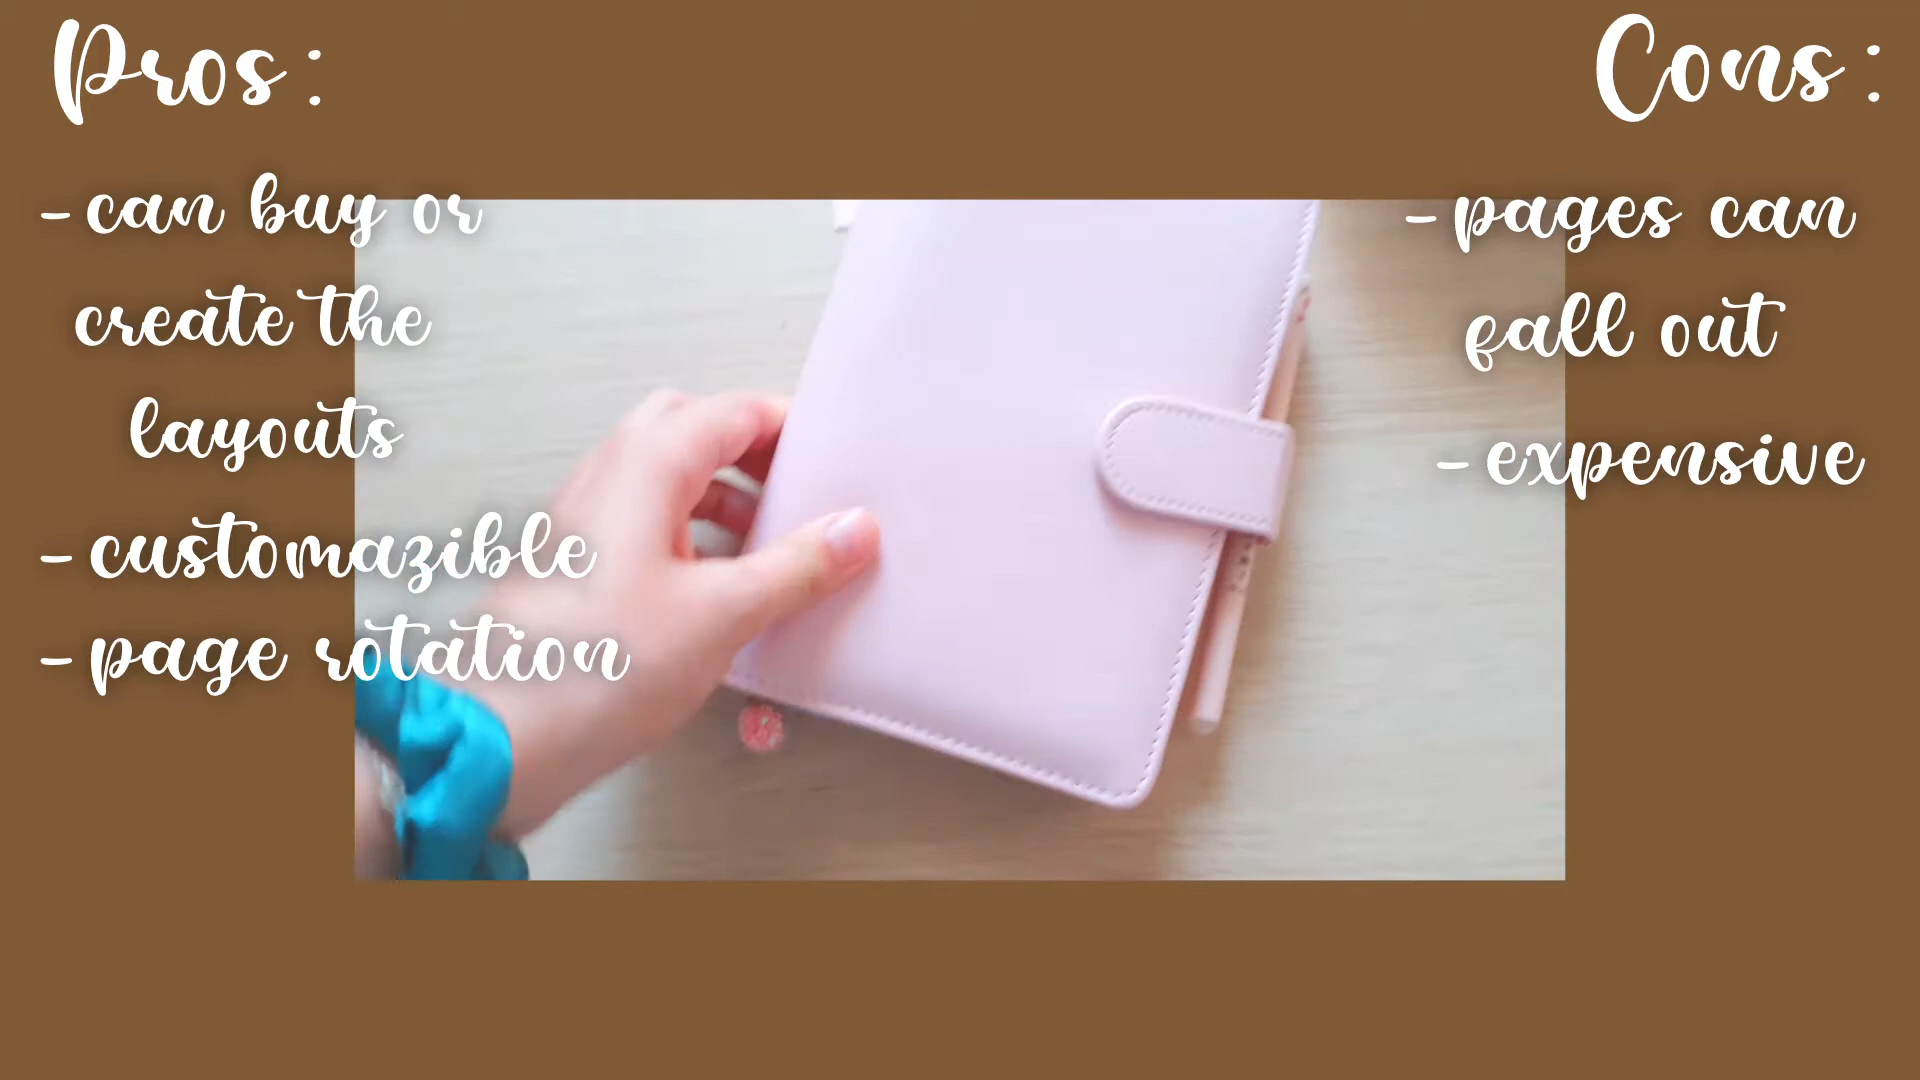 Pros:
- can buy or
create the
layouts
- customazible
- page rotation
Cons:
- pages can
fall out
- expensive